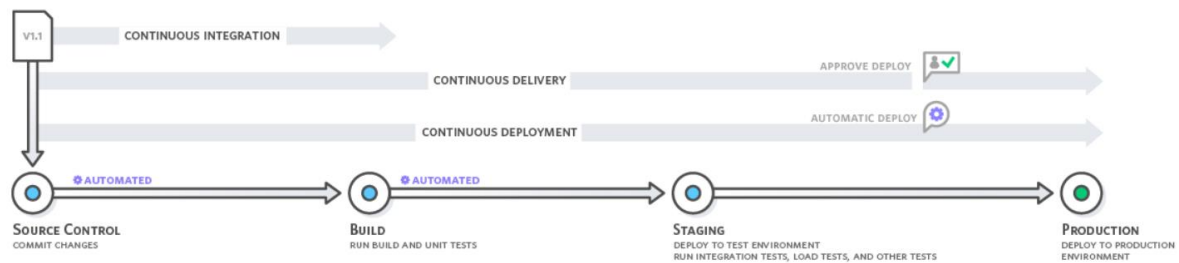 V1.1
CONTINUOUS INTEGRATION
APPROVE DEPLOY
CONTINUOUS DELIVERY
AUTOMATIC DEPLOY
CONTINUOUS DEPLOYMENT
AUTOMATED
AUTOMATED
SOURCE CONTROL
COMMIT CHANGES
BUILD
RUN BUILD AND UNIT TESTS
STAGING
DEPLOY TO TEST ENVIRONMENT
RUN INTEGRATION TESTS, LOAD TESTS, AND OTHER TESTS
PRODUCTION
DEPLOY TO PRODUCTION
ENVIRONMENT